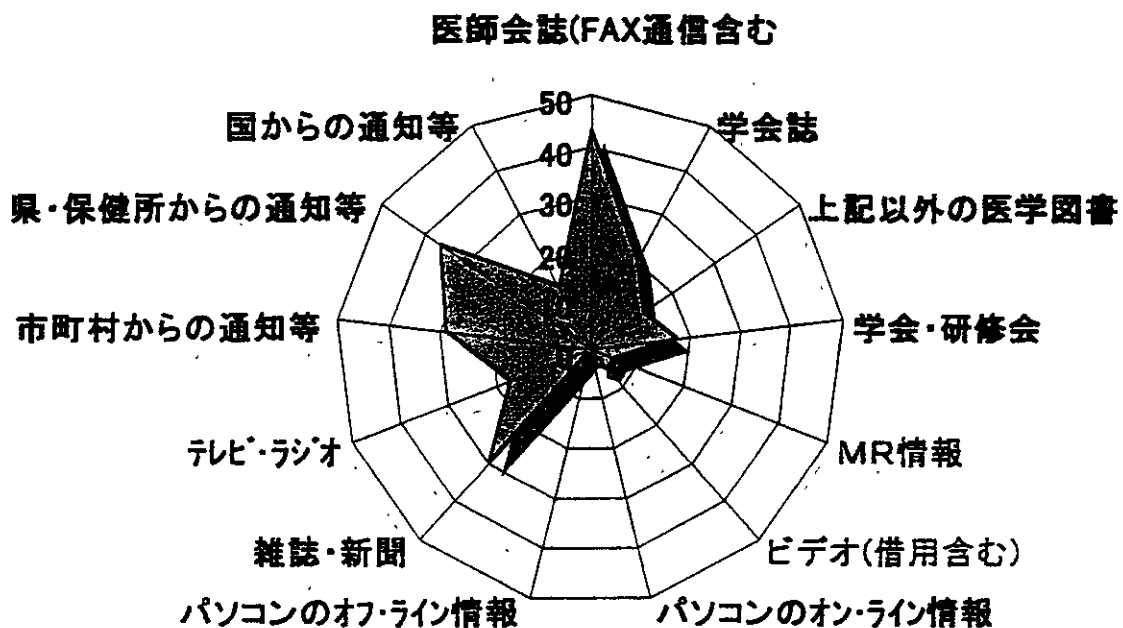 医師会誌(FAX通信含む
50
国からの通知等
学会誌
40
県・保健所からの通知等
30
上記以外の医学図書
20
市町村からの通知等
学会・研修会
テレビ・ラジオ
MR情報
雑誌・新聞
ビデオ(借用含む)
パソコンのオフ・ライン情報
パソコンのオン・ライン情報